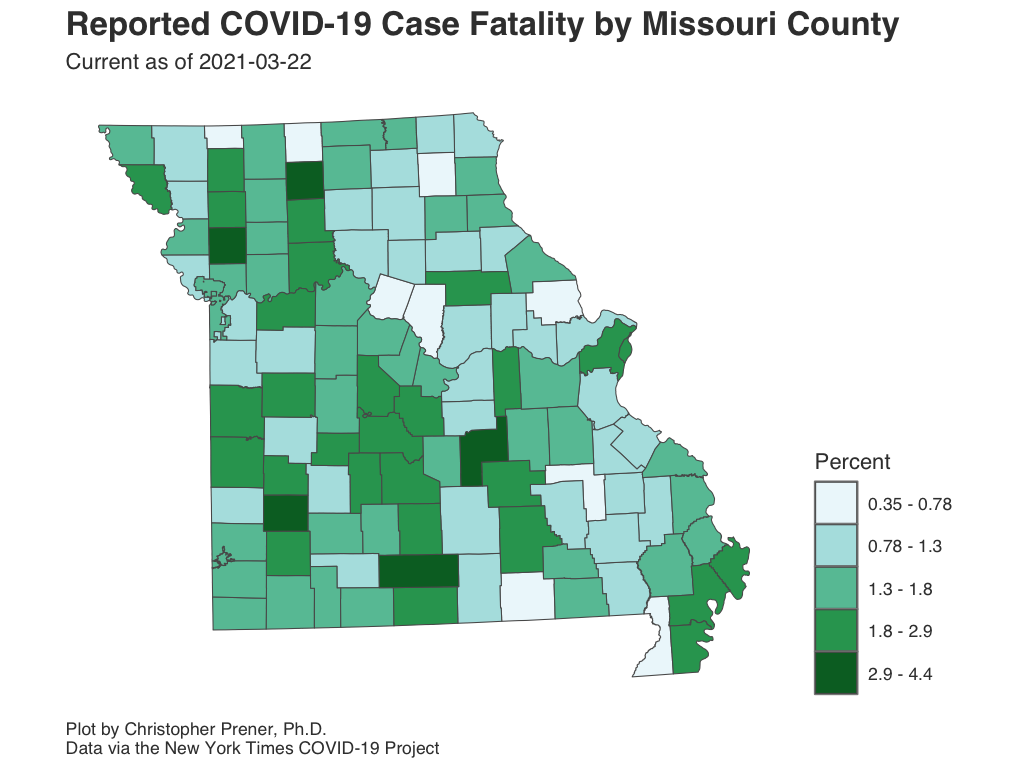 Reported COVID-19 Case Fatality by Missouri County
Current as of 2021-03-22
Percent
0.35 - 0.78
0.78 - 1.3
1.3 - 1.8
1.8 - 2.9
2.9 - 4.4
Plot by Christopher Prener, Ph.D.
Data via the New York Times COVID-19 Project